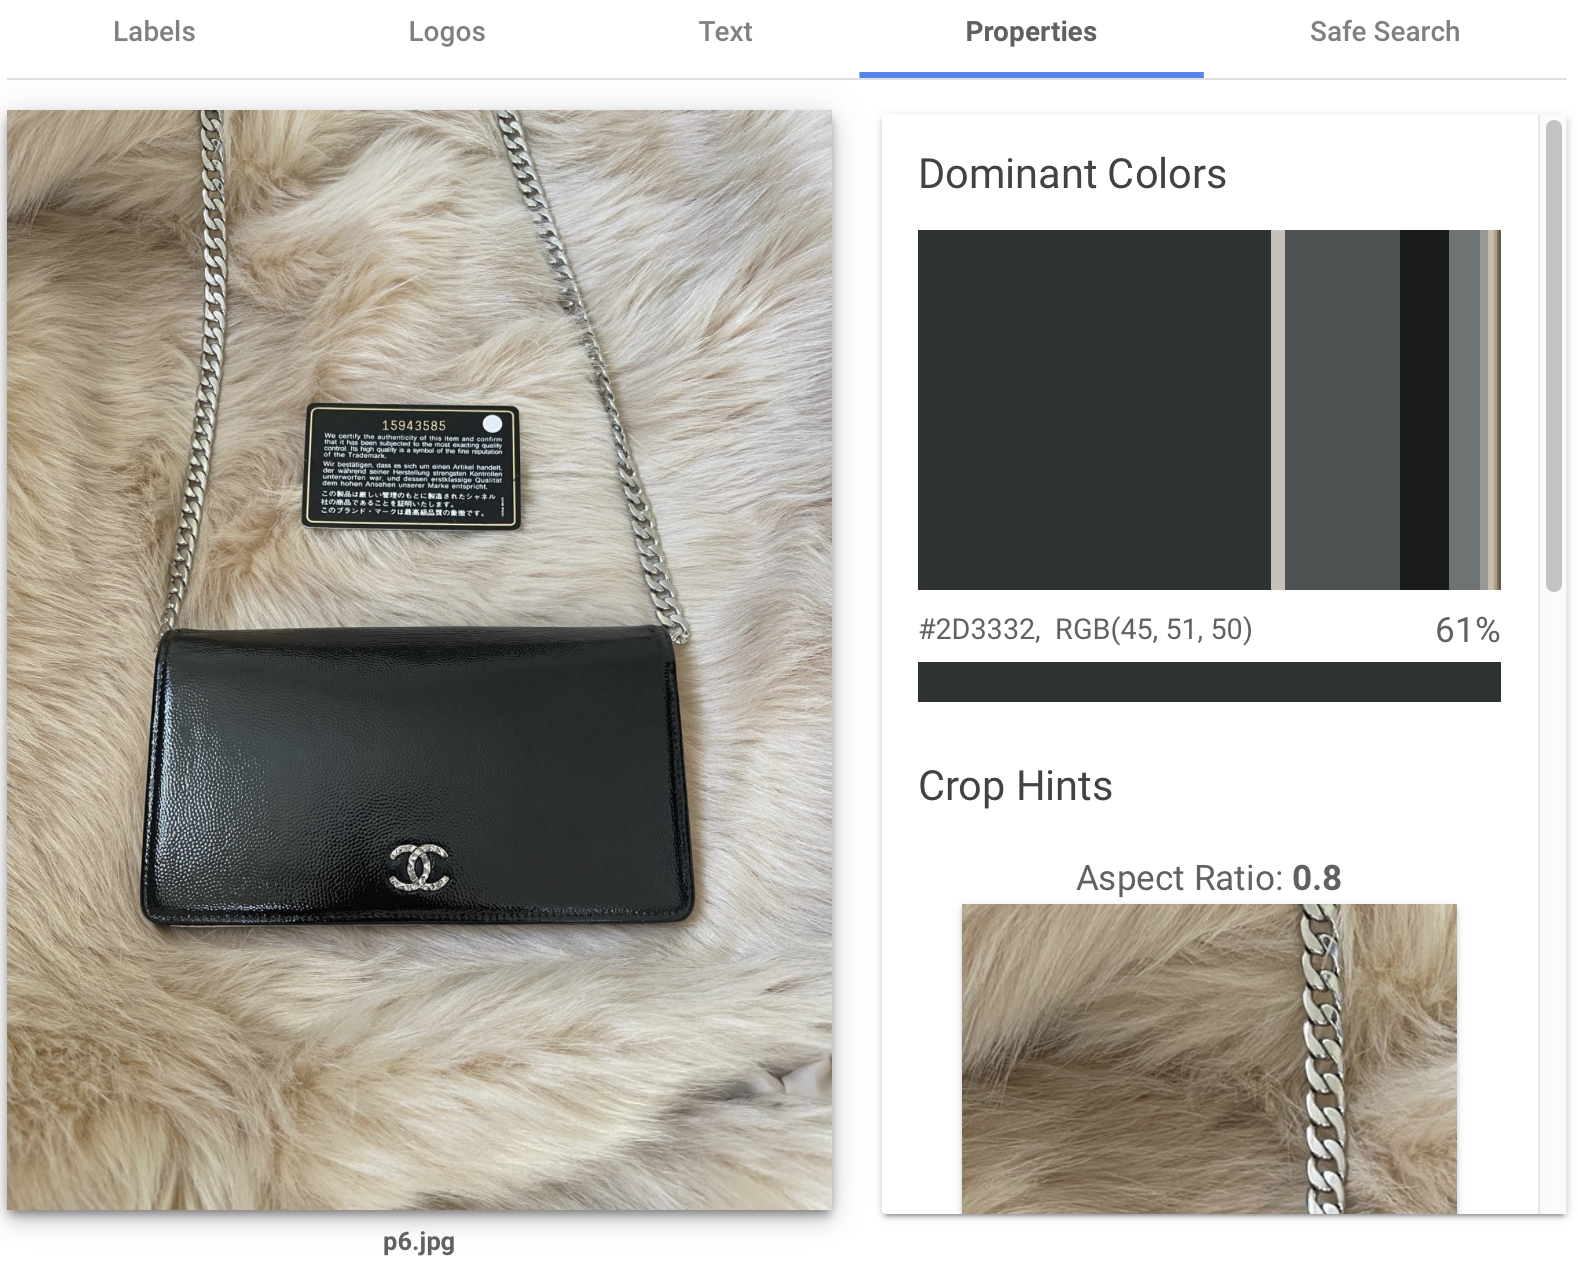 Labels
Logos
Text
Properties
Safe Search
15943585
We certify the authenticity of this item and confirm
that it has been subjected to the most exacting quality
control. Its high quality is a symbol of the fine reputation
of the Trademark.
Wir bestätigen, dass es sich um einen Artikel handelt,
der während seiner Herstellung strengsten Kontrollen
unterworfen war, und dessen erstklassige Qualität
dem hohen Ansehen unserer Marke entspricht.
この製品は厳しい管理のもとに製造されたシャネル
社の商品であることを証明いたします。
このブランド・マークは最高級品質の象徴です。
p6.jpg
Dominant Colors
#2D3332, RGB(45, 51, 50)
61%
Crop Hints
Aspect Ratio: 0.8